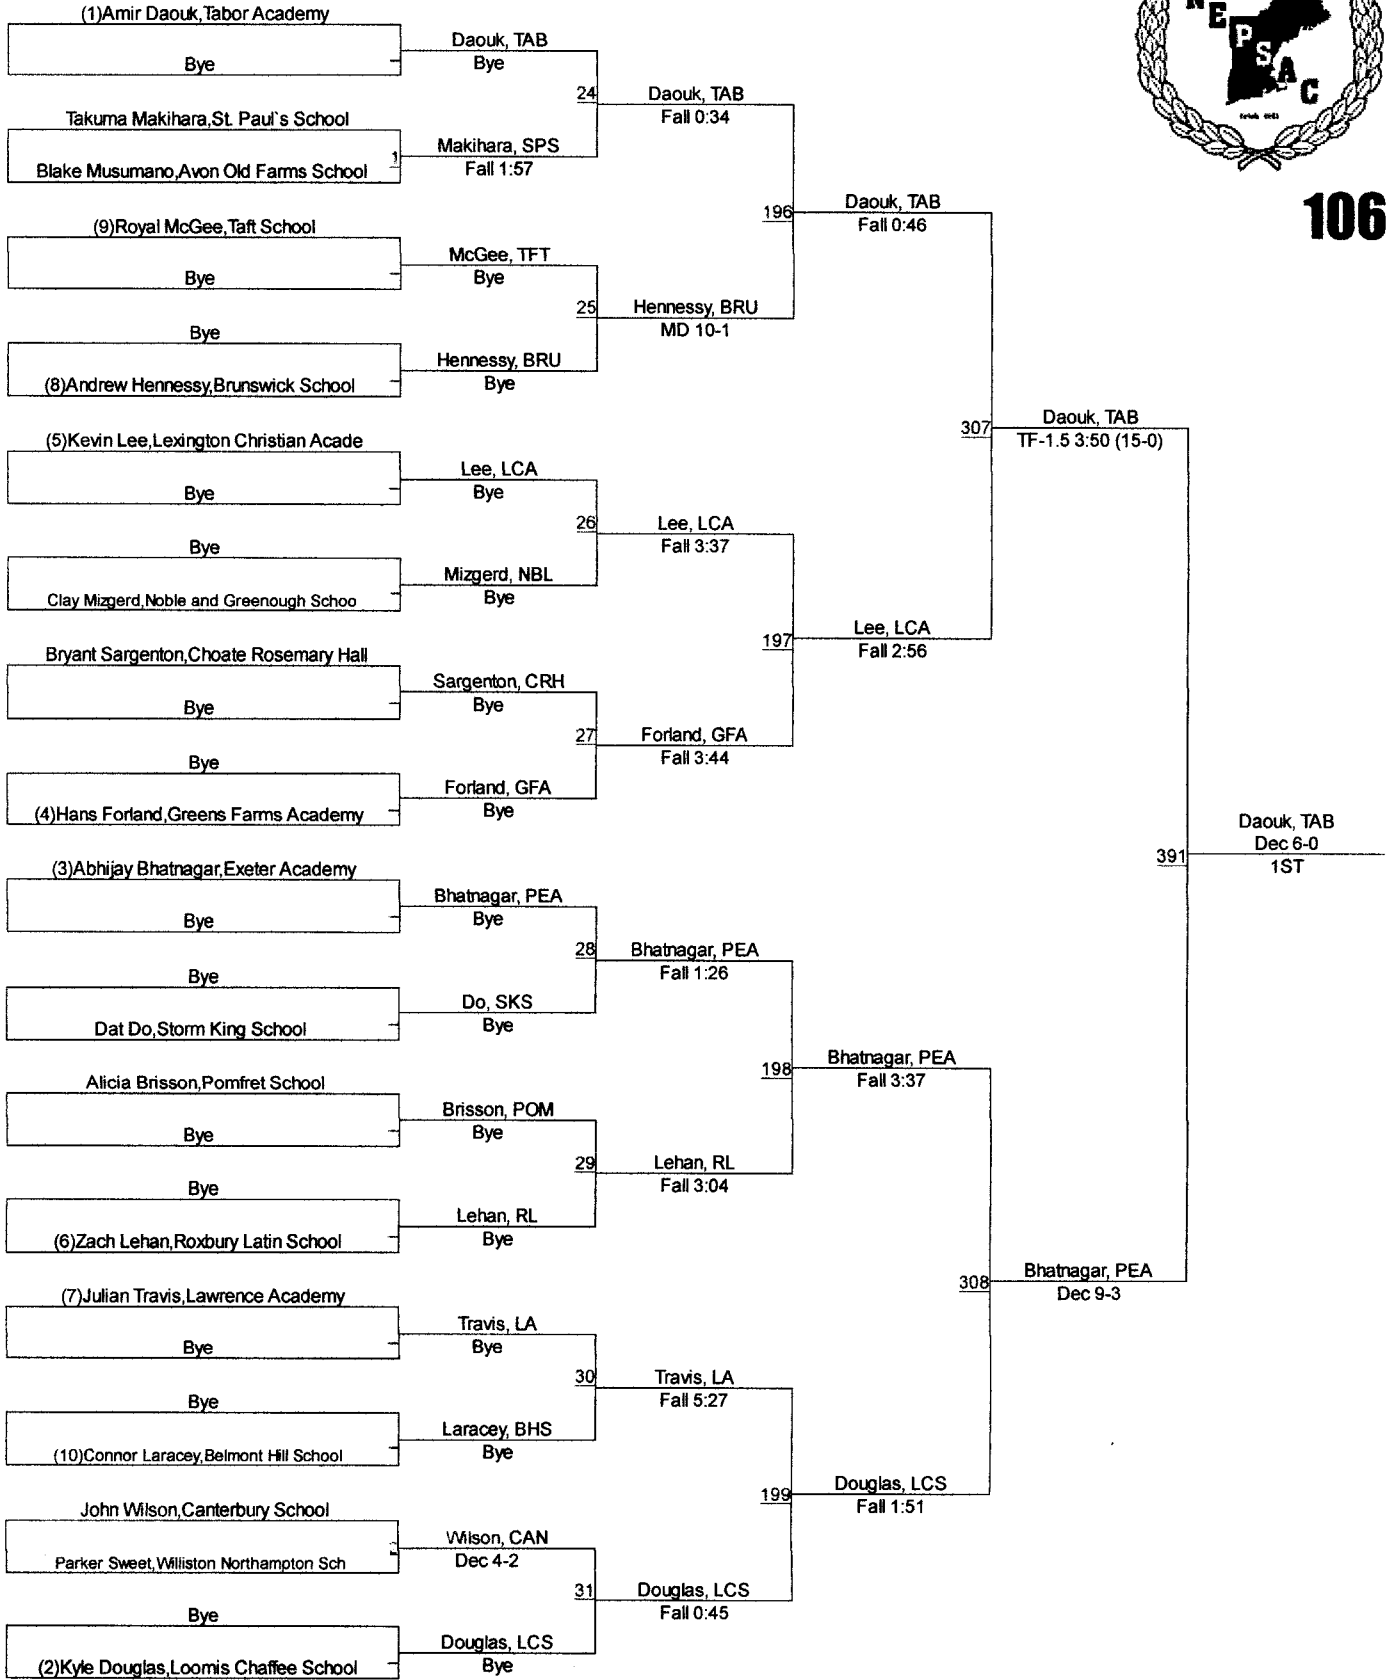 (1)Amir Daouk,Tabor Academy
Bye
Daouk, TAB
Bye
Takuma Makihara,St. Paul`s School
Blake Musumano,Avon Old Farms School
1
Makihara, SPS
Fall 1:57
24
Daouk, TAB
Fall 0:34
(9)Royal McGee,Taft School
Bye
McGee, TFT
Bye
Bye
(8)Andrew Hennessy,Brunswick School
Hennessy, BRU
Bye
25
Hennessy, BRU
MD 10-1
196
Daouk, TAB
Fall 0:46
(5)Kevin Lee,Lexington Christian Acade
Bye
Lee, LCA
Bye
Bye
Clay Mizgerd,Noble and Greenough Schoo
Mizgerd, NBL
Bye
26
Lee, LCA
Fall 3:37
Bryant Sargenton,Choate Rosemary Hall
Bye
Sargenton, CRH
Bye
Bye
(4)Hans Forland,Greens Farms Academy
Forland, GFA
Bye
27
Forland, GFA
Fall 3:44
197
Lee, LCA
Fall 2:56
307
Daouk, TAB
TF-1.5 3:50 (15-0)
(3)Abhijay Bhatnagar,Exeter Academy
Bye
Bhatnagar, PEA
Bye
Bye
Dat Do,Storm King School
Do, SKS
Bye
28
Bhatnagar, PEA
Fall 1:26
Alicia Brisson,Pomfret School
Bye
Brisson, POM
Bye
Bye
(6)Zach Lehan,Roxbury Latin School
Lehan, RL
Bye
29
Lehan, RL
Fall 3:04
198
Bhatnagar, PEA
Fall 3:37
(7)Julian Travis,Lawrence Academy
Bye
Travis, LA
Bye
Bye
(10)Connor Laracey,Belmont Hill School
Laracey, BHS
Bye
30
Travis, LA
Fall 5:27
John Wilson,Canterbury School
Parker Sweet,Williston Northampton Sch
Wilson, CAN
Dec 4-2
Bye
(2)Kyle Douglas,Loomis Chaffee School
Douglas, LCS
Bye
31
Douglas, LCS
Fall 0:45
199
Douglas, LCS
Fall 1:51
308
Bhatnagar, PEA
Dec 9-3
391
Daouk, TAB
Dec 6-0
1ST
NEPSAC
106